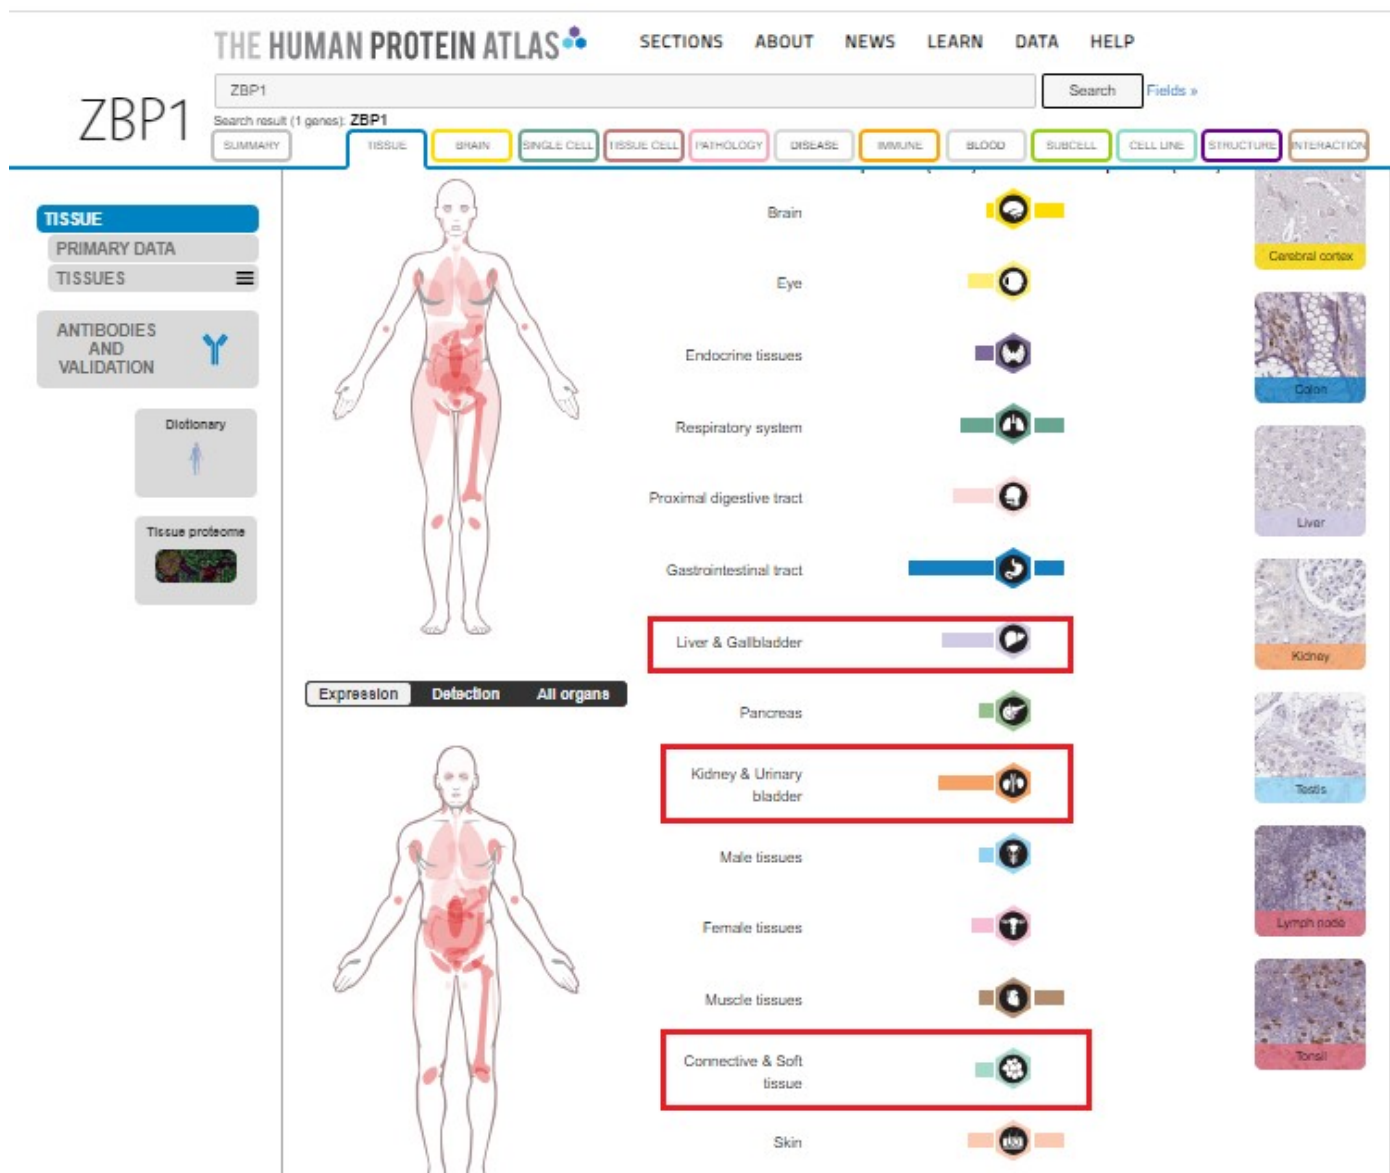 THE HUMAN PROTEIN ATLAS
SECTIONS ABOUT NEWS LEARN DATA HELP
ZBP1
ZBP1
Search
Fields »
Search result (1 genes): ZBP1
SUMMARY
TISSUE
BRAIN
SINGLE CELL
TISSUE CELL
PATHOLOGY
DISEASE
IMMUNE
BLOOD
SUBCELL
CELL LINE
STRUCTURE
INTERACTION
TISSUE
PRIMARY DATA
TISSUES
ANTIBODIES
AND
VALIDATION
Dictionary
Tissue proteome
Expression Detection All organs
Brain
Eye
Endocrine tissues
Respiratory system
Proximal digestive tract
Gastrointestinal tract
Liver & Gallbladder
Pancreas
Kidney & Urinary
bladder
Male tissues
Female tissues
Muscle tissues
Connective & Soft
tissue
Skin
Cerebral cortex
Colon
Liver
Kidney
Testis
Lymph node
Tonsil